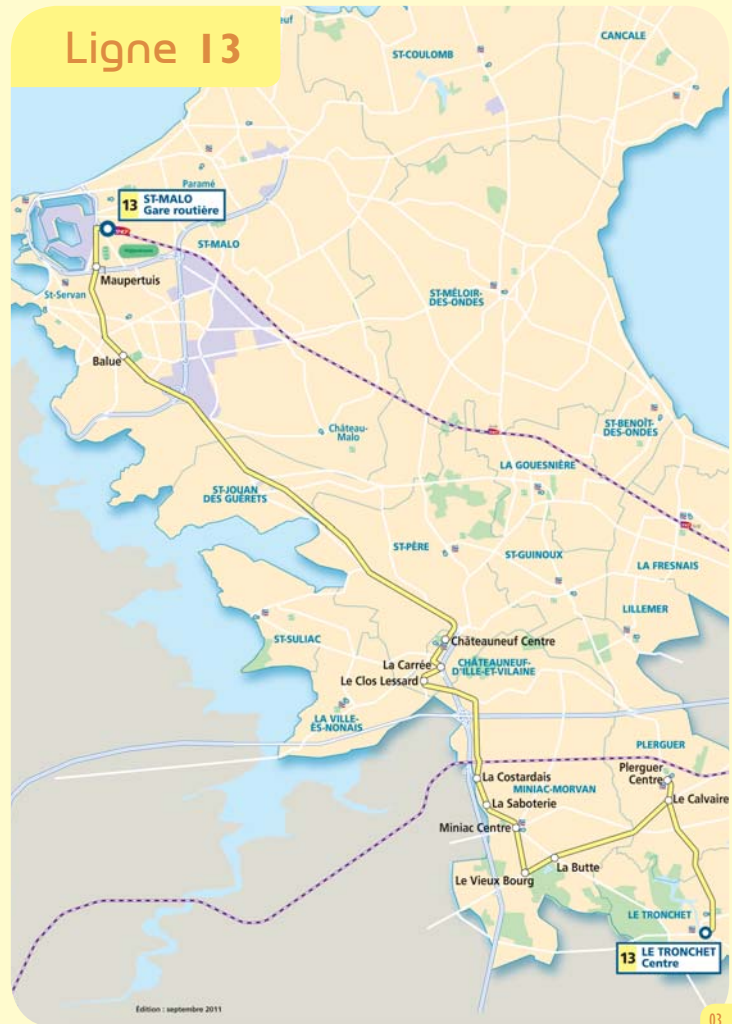 Ligne 13
CANCALE
ST-COULOMB
Paramé
13 ST-MALO
Gare routière
ST-MALO
Maupertuis
St-Servan
ST-MÉLOIR-
DES-ONDES
Balue
Château-
Malo
ST-BENOÎT-
DES-ONDES
LA GOUESNIÈRE
ST-JOUAN
DES GUÉRETS
ST-PÈRE
ST-GUINOUX
LA FRESNAIS
LILLEMER
ST-SULIAC
Châteauneuf Centre
La Carrée
CHÂTEAUNEUF-
D'ILLE-ET-VILAINE
Le Clos Lessard
LA VILLE-
ÈS-NONAIS
PLERGUER
Plerguer
Centre
La Costardais
MINIAC-MORVAN
La Saboterie
Le Calvaire
Miniac Centre
La Butte
Le Vieux Bourg
LE TRONCHET
13 LE TRONCHET
Centre
Édition : septembre 2011
03